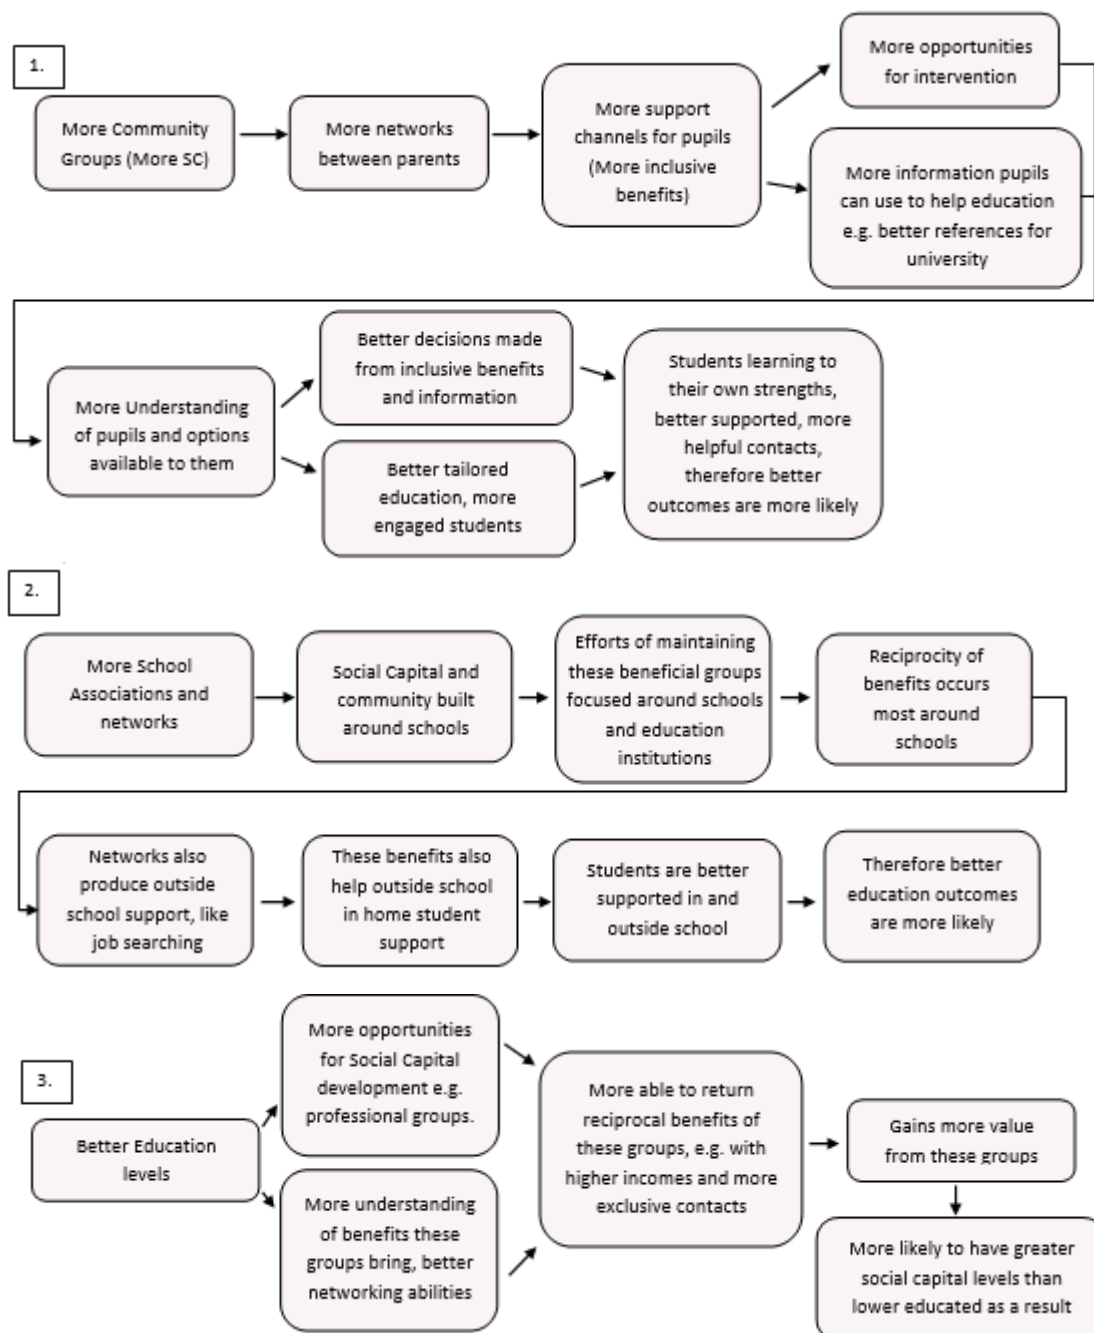 1.
More Community
Groups (More SC)
More networks
between parents
More support
channels for pupils
(More inclusive
benefits)
More opportunities
for intervention
More information pupils
can use to help education
e.g. better references for
university
More Understanding
of pupils and options
available to them
Better decisions made
from inclusive benefits
and information
Better tailored
education, more
engaged students
Students learning to
their own strengths,
better supported, more
helpful contacts,
therefore better
outcomes are more likely
2.
More School
Associations and
networks
Social Capital and
community built
around schools
Efforts of maintaining
these beneficial groups
focused around schools
and education
institutions
Reciprocity of
benefits occurs
most around
schools
Networks also
produce outside
school support, like
job searching
These benefits also
help outside school
in home student
support
Students are better
supported in and
outside school
Therefore better
education outcomes
are more likely
3.
Better Education
levels
More opportunities
for Social Capital
development e.g.
professional groups.
More understanding
of benefits these
groups bring, better
networking abilities
More able to return
reciprocal benefits of
these groups, e.g. with
higher incomes and more
exclusive contacts
Gains more value
from these groups
More likely to have greater
social capital levels than
lower educated as a result